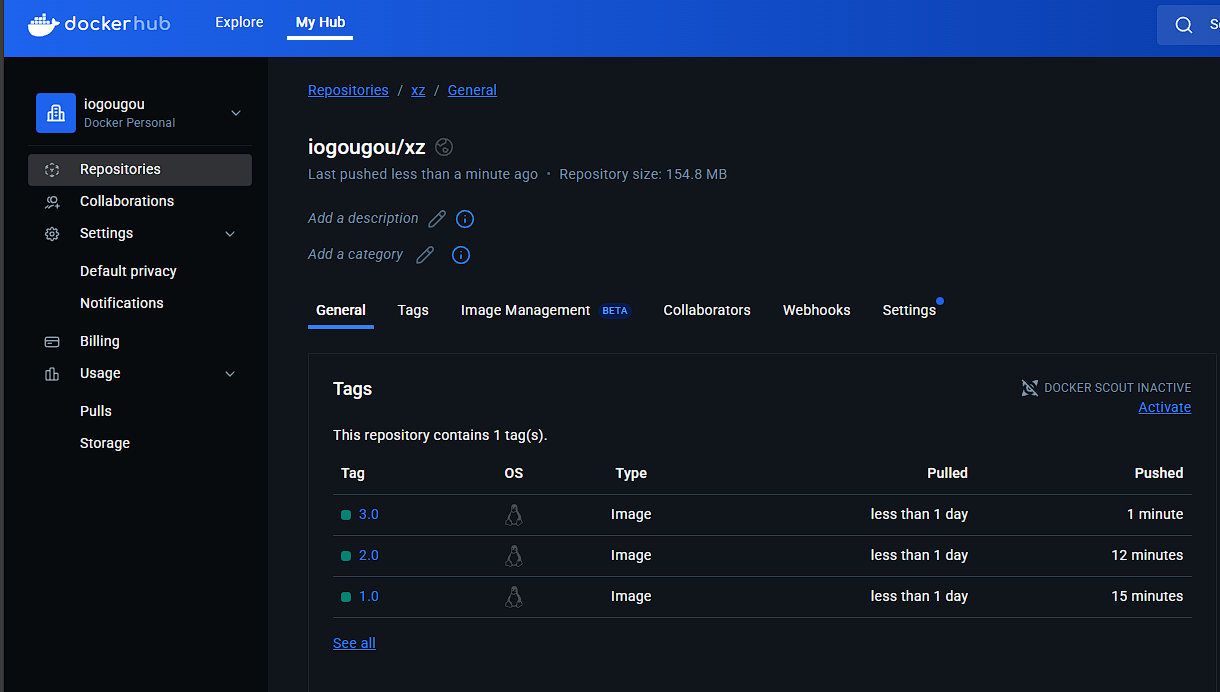 dockerhub
Explore
My Hub
iogougou
Docker Personal
Repositories
Collaborations
Settings
Default privacy
Notifications
Billing
Usage
Pulls
Storage
Repositories / xz / General
iogougou/xz
Last pushed less than a minute ago · Repository size: 154.8 MB
Add a description
Add a category
General Tags Image Management BETA Collaborators Webhooks Settings
Tags
DOCKER SCOUT INACTIVE
Activate
This repository contains 1 tag(s).
Tag OS Type Pulled Pushed
3.0 Image less than 1 day 1 minute
2.0 Image less than 1 day 12 minutes
1.0 Image less than 1 day 15 minutes
See all